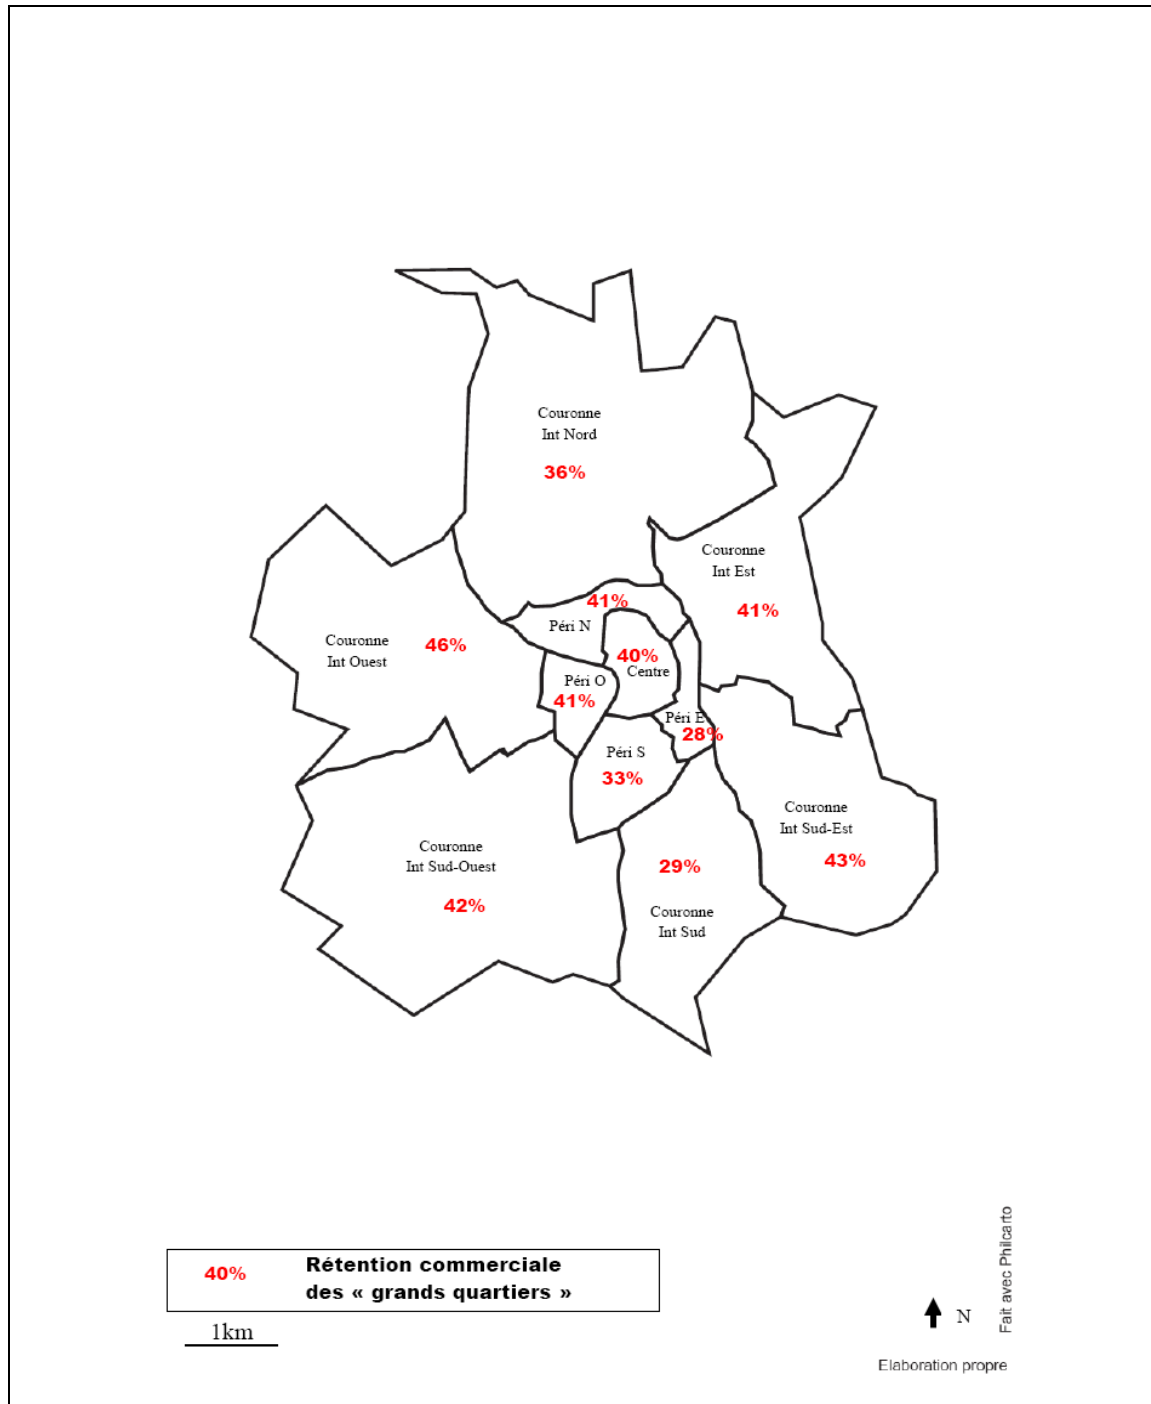 Couronne
Int Nord
36%
Couronne
Int Est
41%
41%
Péri N
Couronne
Int Ouest
46%
40%
Centre
Péri O
41%
Péri E
28%
Péri S
33%
Couronne
Int Sud-Est
43%
Couronne
Int Sud-Ouest
42%
29%
Couronne
Int Sud
40%
Rétention commerciale
des « grands quartiers »
1km
N
Fait avec Philcarto
Elaboration propre